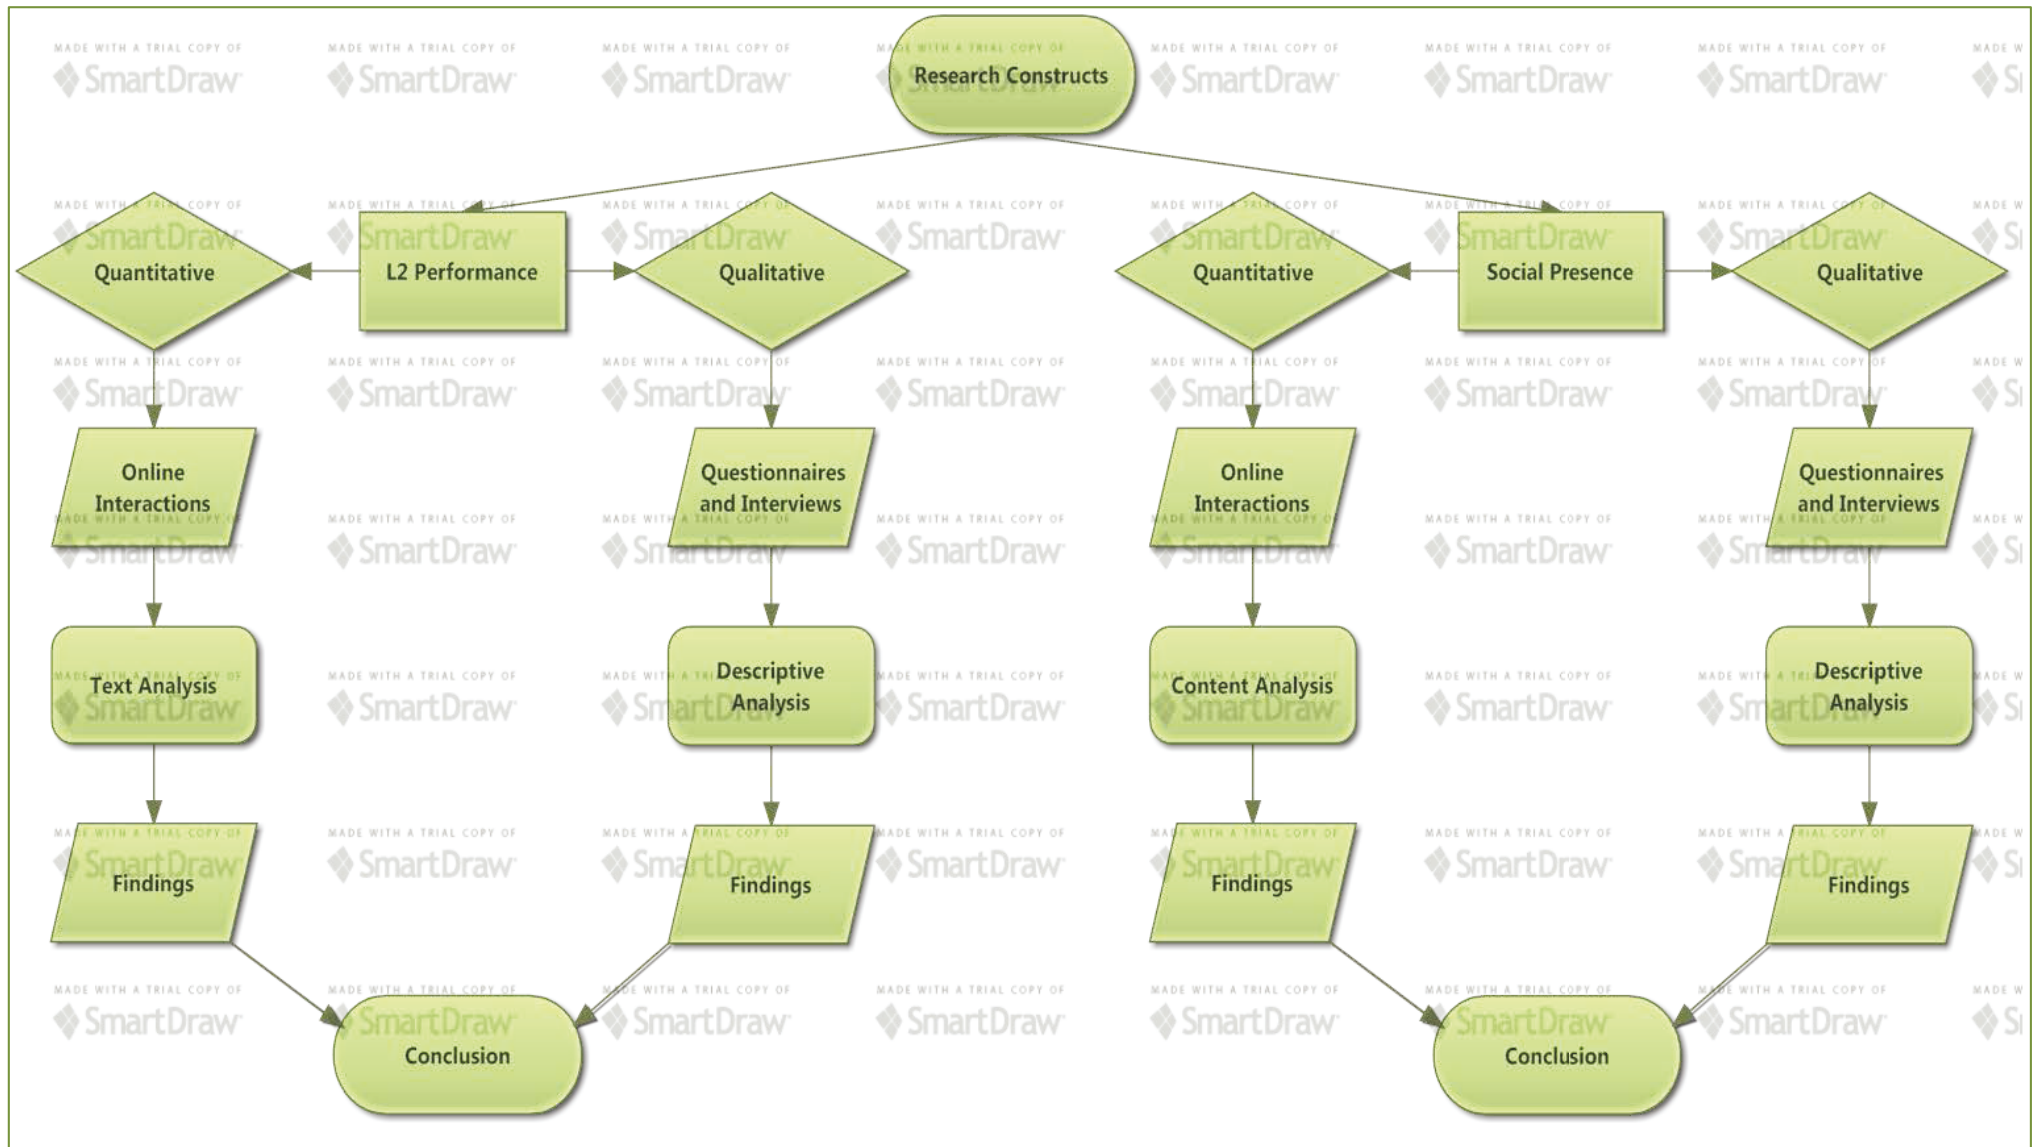 Research Constructs
Quantitative
L2 Performance
Qualitative
Quantitative
Social Presence
Qualitative
Online
Interactions
Questionnaires
and Interviews
Online
Interactions
Questionnaires
and Interviews
Text Analysis
Descriptive
Analysis
Content Analysis
Descriptive
Analysis
Findings
Findings
Findings
Findings
Conclusion
Conclusion
MADE WITH A TRIAL COPY OF
SmartDraw